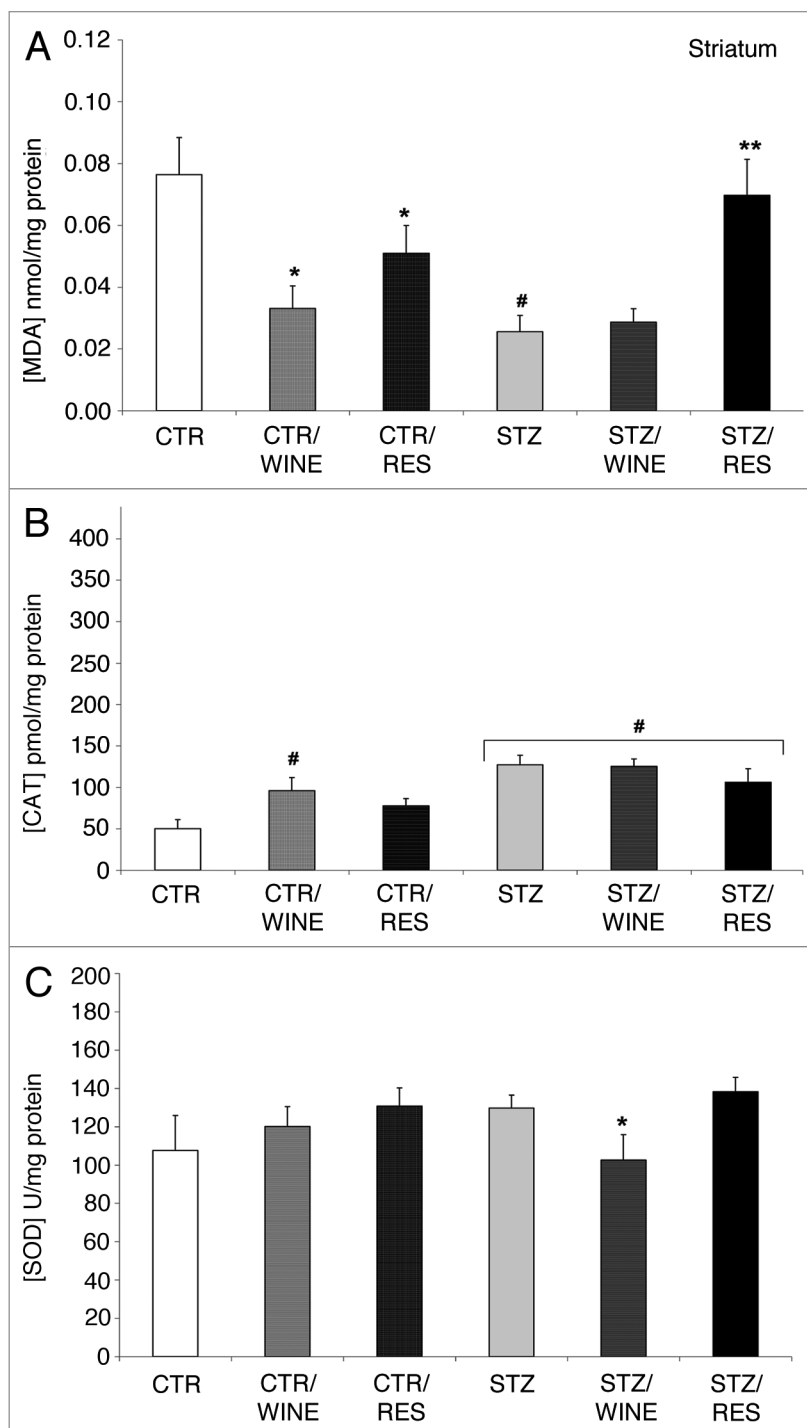 A
Striatum
[MDA] nmol/mg protein
0.12
0.10
0.08
0.06
0.04
0.02
0.00
*
*
#
**
CTR
CTR/
WINE
CTR/
RES
STZ
STZ/
WINE
STZ/
RES
B
[CAT] pmol/mg protein
400
350
300
250
200
150
100
50
0
#
#
CTR
CTR/
WINE
CTR/
RES
STZ
STZ/
WINE
STZ/
RES
C
[SOD] U/mg protein
200
180
160
140
120
100
80
60
40
20
0
*
CTR
CTR/
WINE
CTR/
RES
STZ
STZ/
WINE
STZ/
RES